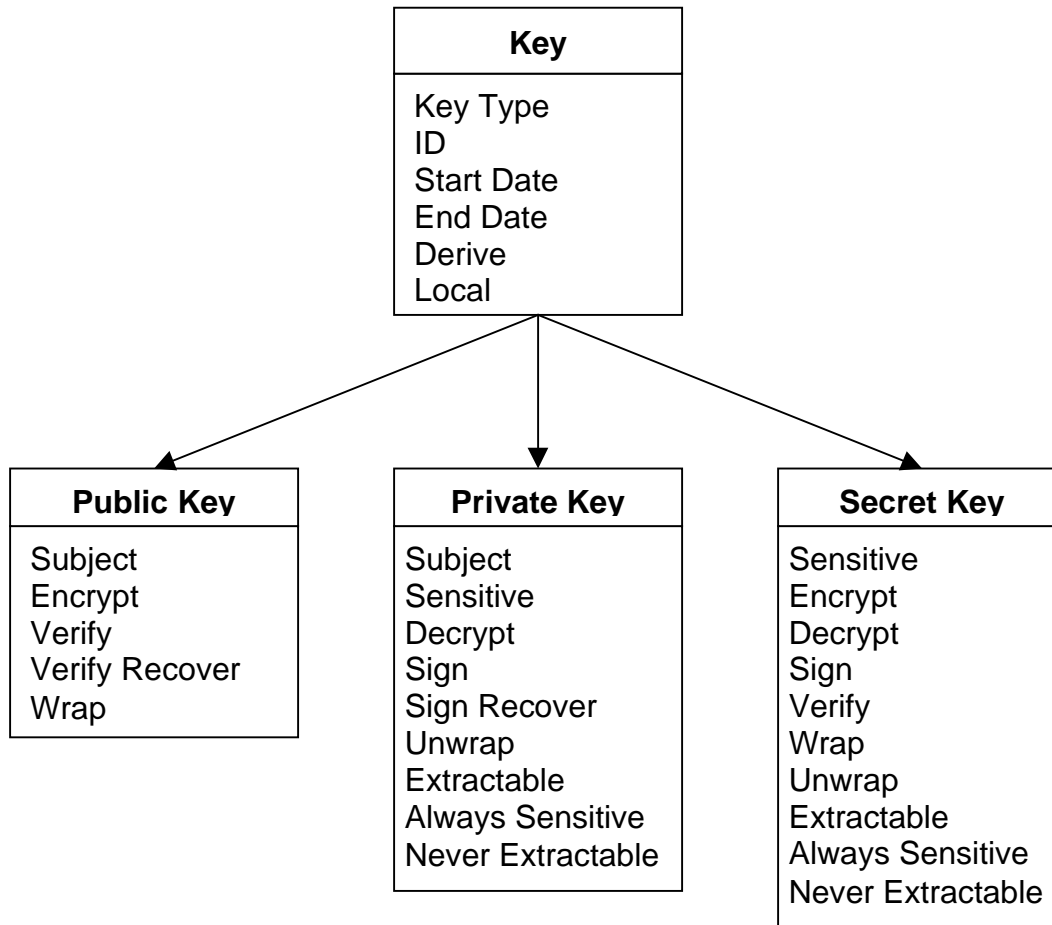 Key
Key Type
ID
Start Date
End Date
Derive
Local
Public Key
Subject
Encrypt
Verify
Verify Recover
Wrap
Private Key
Subject
Sensitive
Decrypt
Sign
Sign Recover
Unwrap
Extractable
Always Sensitive
Never Extractable
Secret Key
Sensitive
Encrypt
Decrypt
Sign
Verify
Wrap
Unwrap
Extractable
Always Sensitive
Never Extractable